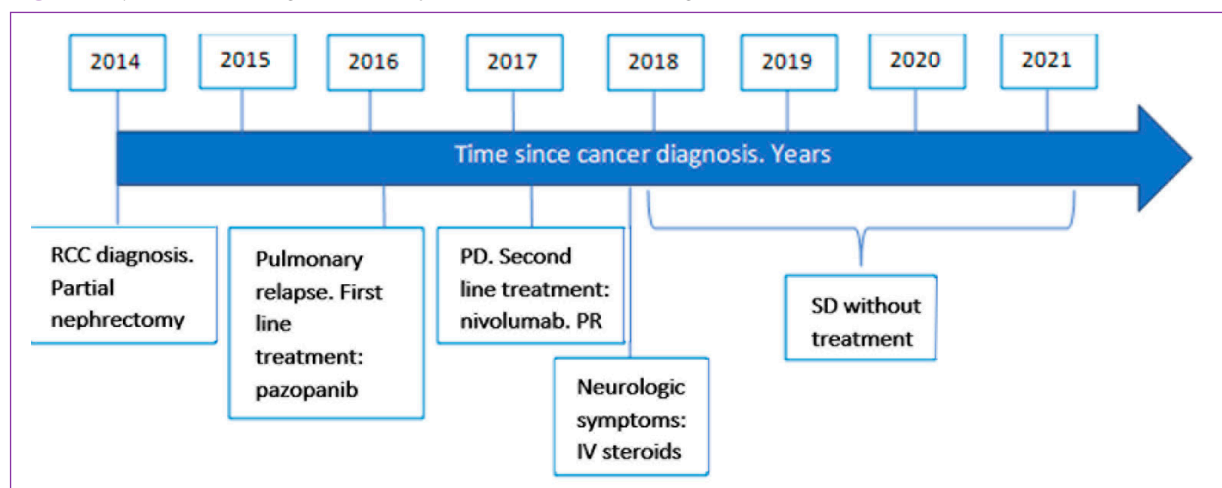 2014
2015
2016
2017
2018
2019
2020
2021
Time since cancer diagnosis. Years
RCC diagnosis.
Partial
nephrectomy
Pulmonary
relapse. First
line
treatment:
pazopanib
PD. Second
line treatment:
nivolumab. PR
Neurologic
symptoms:
IV steroids
SD without
treatment